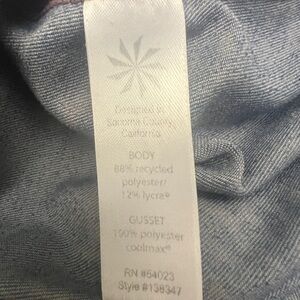 Designed in
Sonoma County,
California
BODY
88% recycled
polyester/
12% lycra®
GUSSET
100% polyester
coolmax®
RN #54023
Style #138347